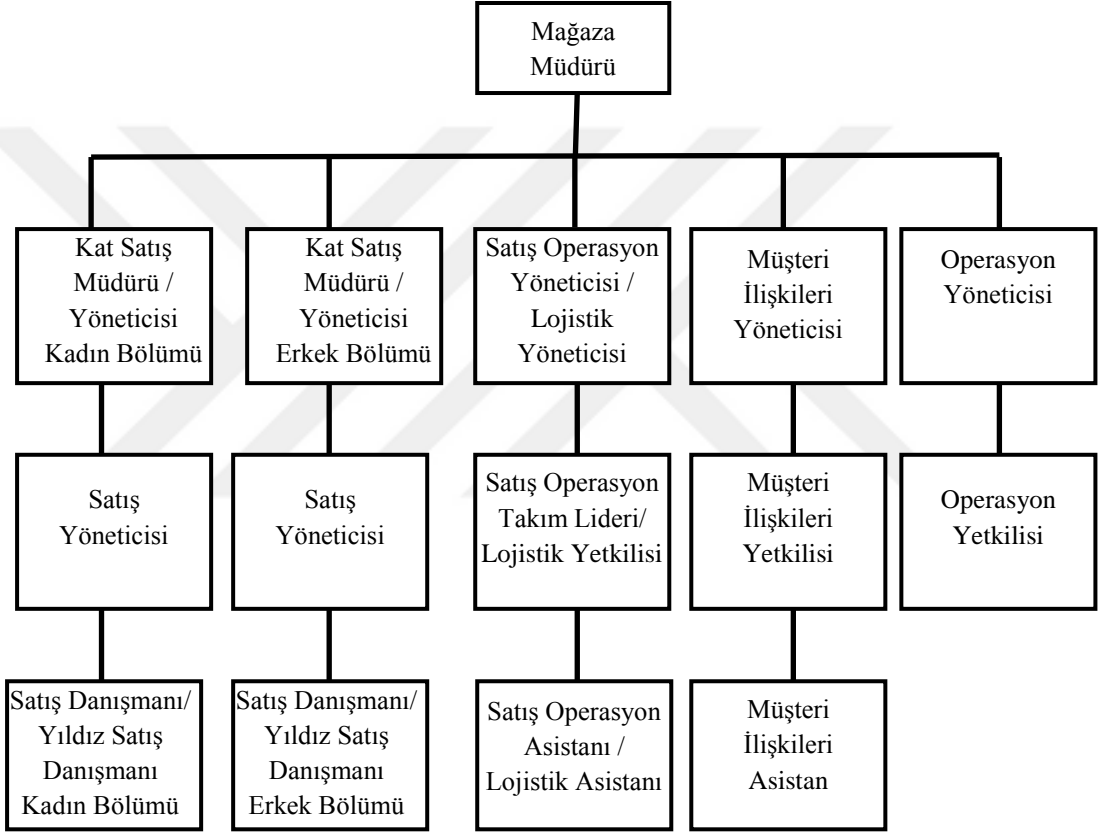 Mağaza
Müdürü
Kat Satış
Müdürü /
Yöneticisi
Kadın Bölümü
Kat Satış
Müdürü /
Yöneticisi
Erkek Bölümü
Satış Operasyon
Yöneticisi /
Lojistik
Yöneticisi
Müşteri
İlişkileri
Yöneticisi
Operasyon
Yöneticisi
Satış
Yöneticisi
Satış
Yöneticisi
Satış Operasyon
Takım Lideri/
Lojistik Yetkilisi
Müşteri
İlişkileri
Yetkilisi
Operasyon
Yetkilisi
Satış Danışmanı/
Yıldız Satış
Danışmanı
Kadın Bölümü
Satış Danışmanı/
Yıldız Satış
Danışmanı
Erkek Bölümü
Satış Operasyon
Asistanı /
Lojistik Asistanı
Müşteri
İlişkileri
Asistan